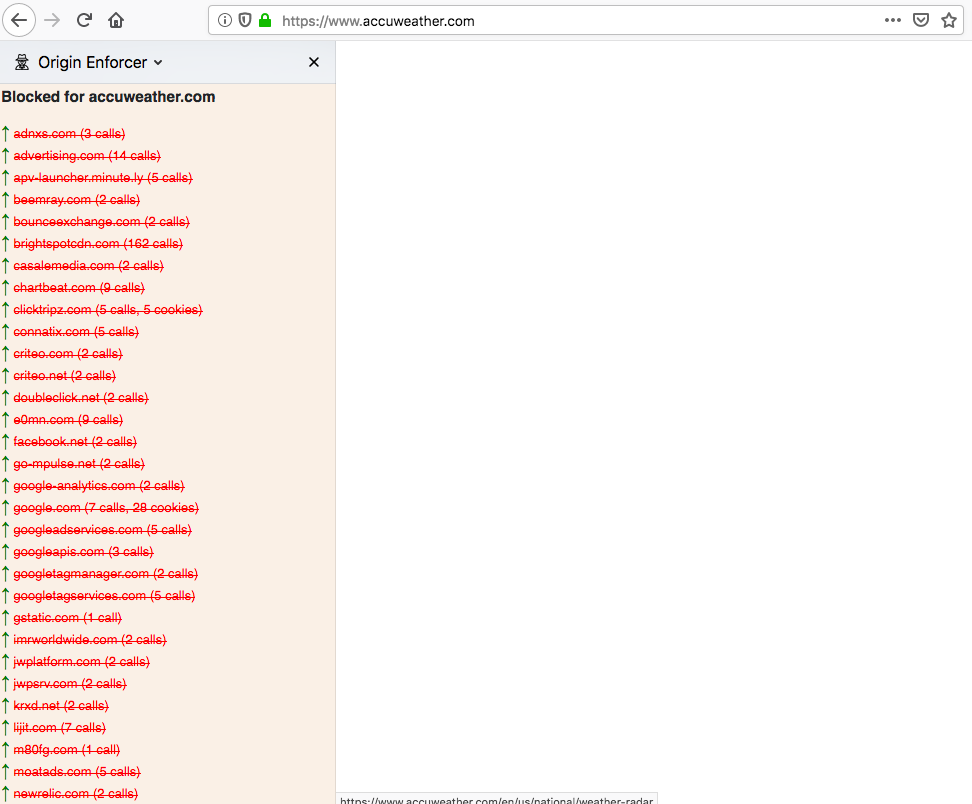 https://www.accuweather.com
Origin Enforcer
Blocked for accuweather.com
↑ adnxs.com (3 calls)
↑ advertising.com (14 calls)
↑ apv-launcher.minute.ly (5 calls)
↑ beemray.com (2 calls)
↑ bounceexchange.com (2 calls)
↑ brightspotcdn.com (162 calls)
↑ casalemedia.com (2 calls)
↑ chartbeat.com (9 calls)
↑ clicktripz.com (5 calls, 5 cookies)
↑ connatix.com (5 calls)
↑ criteo.com (2 calls)
↑ criteo.net (2 calls)
↑ doubleclick.net (2 calls)
↑ e0mn.com (9 calls)
↑ facebook.net (2 calls)
↑ go-mpulse.net (2 calls)
↑ google-analytics.com (2 calls)
↑ google.com (7 calls, 28 cookies)
↑ googleadservices.com (5 calls)
↑ googleapis.com (3 calls)
↑ googletagmanager.com (2 calls)
↑ googletagservices.com (5 calls)
↑ gstatic.com (1 call)
↑ imrworldwide.com (2 calls)
↑ jwplatform.com (2 calls)
↑ jwpsrv.com (2 calls)
↑ krxd.net (2 calls)
↑ lijit.com (7 calls)
↑ m80fg.com (1 call)
↑ moatads.com (5 calls)
↑ newrelic.com (2 calls)
https://www.accuweather.com/en/us/national/weather-radar